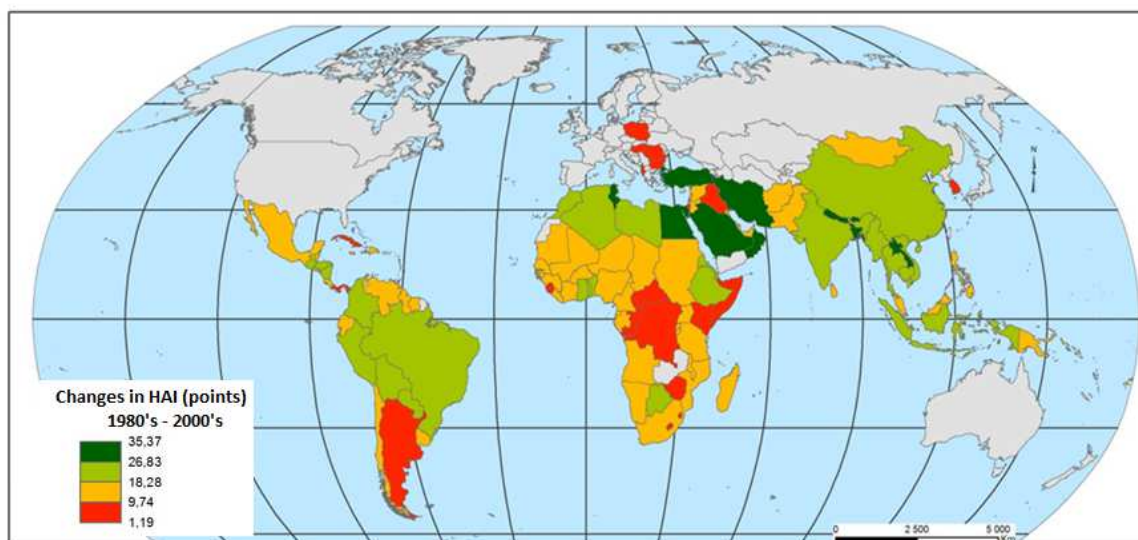 N
Changes in HAI (points)
1980's - 2000's
35,37
26,83
18,28
9,74
1,19
0 2 500 5 000
Km